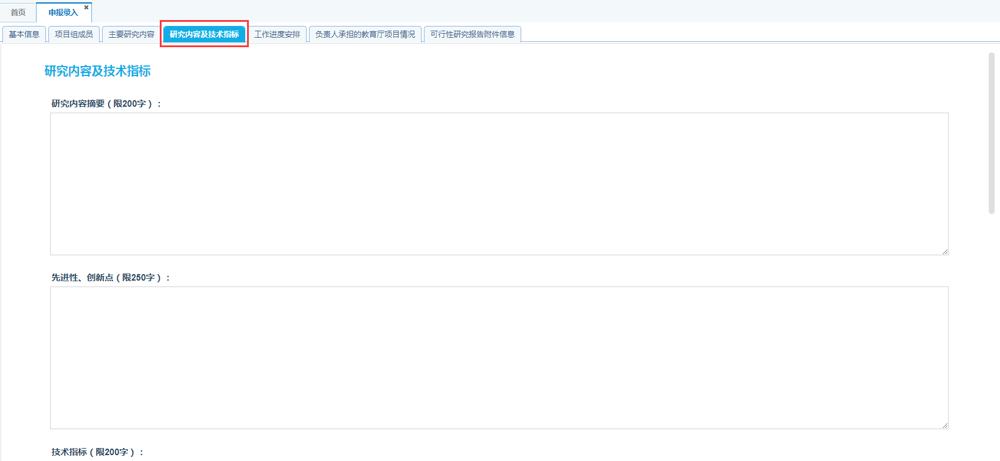 首页 申报录入
基本信息 项目组成员 主要研究内容 研究内容及技术指标 工作进度安排 负责人承担的教育厅项目情况 可行性研究报告附件信息
研究内容及技术指标
研究内容摘要（限200字）：
先进性、创新点（限250字）：
技术指标（限200字）：